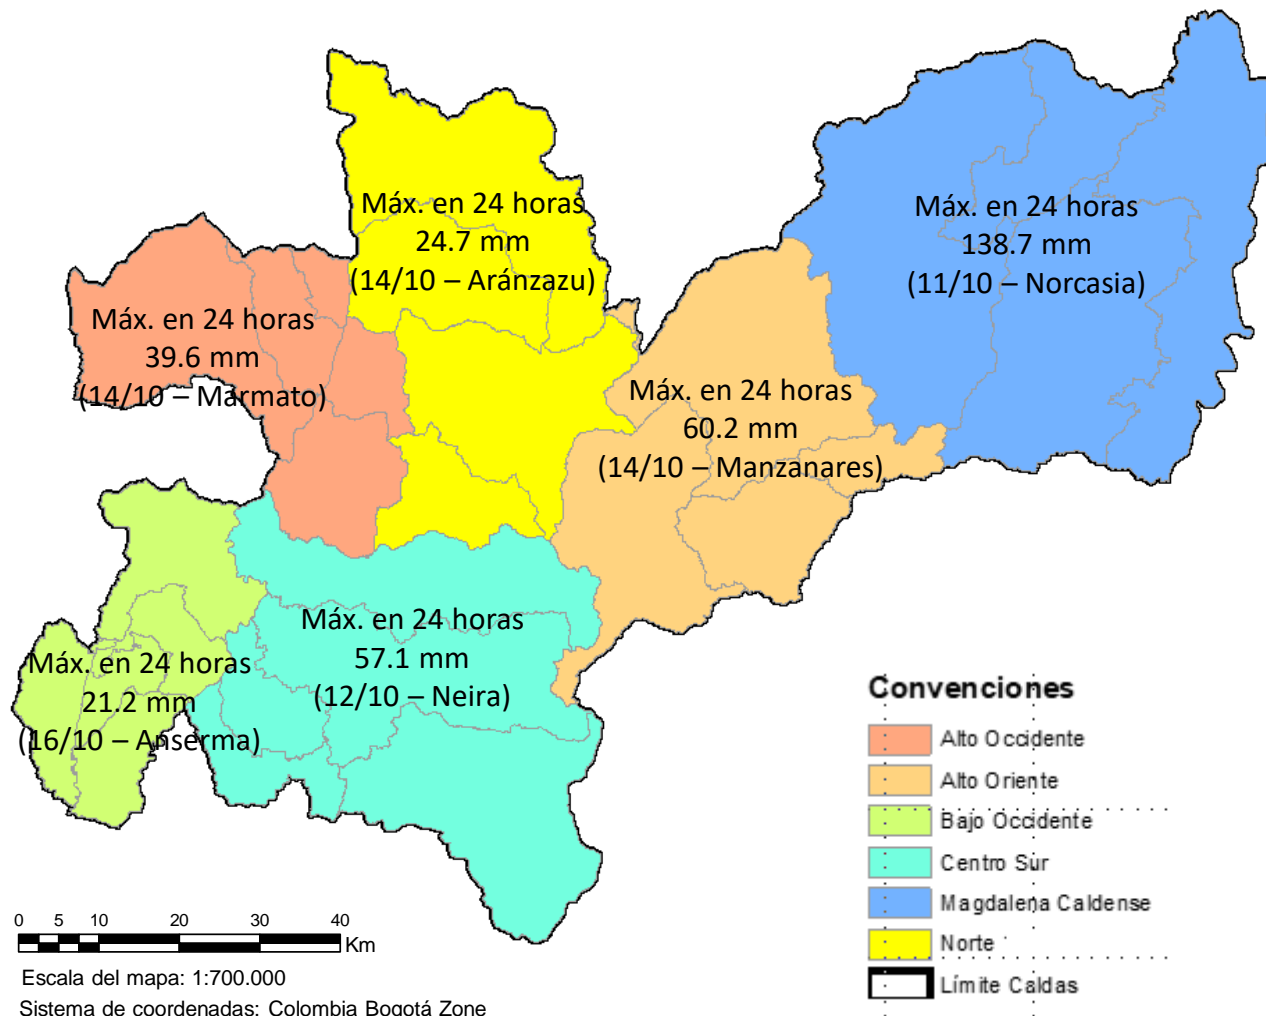 Máx. en 24 horas
24.7 mm
(14/10 – Aránzazu)
Máx. en 24 horas
138.7 mm
(11/10 – Norcasia)
Máx. en 24 horas
39.6 mm
(14/10 – Marmato)
Máx. en 24 horas
60.2 mm
(14/10 – Manzanares)
Máx. en 24 horas
57.1 mm
(12/10 – Neira)
Máx. en 24 horas
21.2 mm
(16/10 – Anserma)
Convenciones
Alto Occidente
Alto Oriente
Bajo Occidente
Centro Sur
Magdalena Caldense
Norte
Límite Caldas
0 5 10 20 30 40
Km
Escala del mapa: 1:700.000
Sistema de coordenadas: Colombia Bogotá Zone